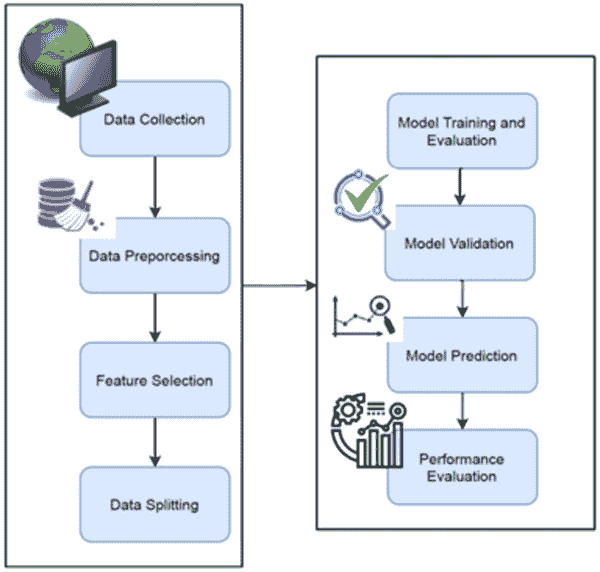 Data Collection
Data Preporcessing
Feature Selection
Data Splitting
Model Training and
Evaluation
Model Validation
Model Prediction
Performance
Evaluation